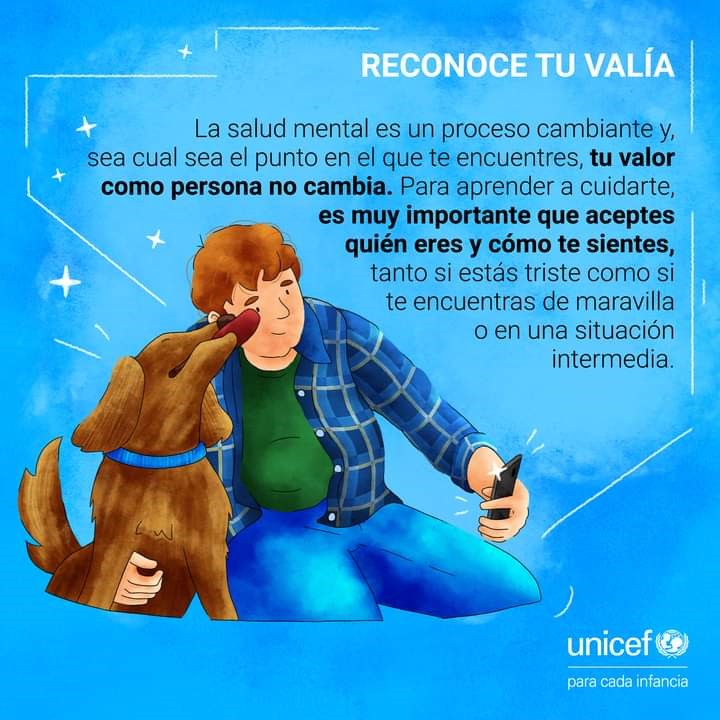 RECONOCE TU VALÍA
La salud mental es un proceso cambiante y,
sea cual sea el punto en el que te encuentres, tu valor
como persona no cambia. Para aprender a cuidarte,
es muy importante que aceptes
quién eres y cómo te sientes,
tanto si estás triste como si
te encuentras de maravilla
o en una situación
intermedia.
unicef
para cada infancia